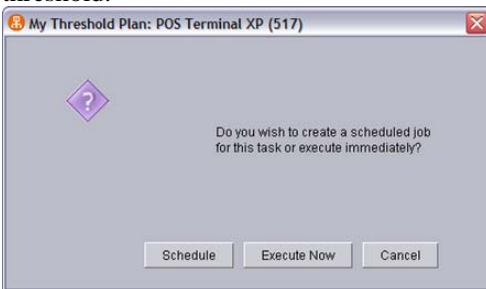 threshold.
My Threshold Plan: POS Terminal XP (517)
?
Do you wish to create a scheduled job
for this task or execute immediately?
Schedule Execute Now Cancel